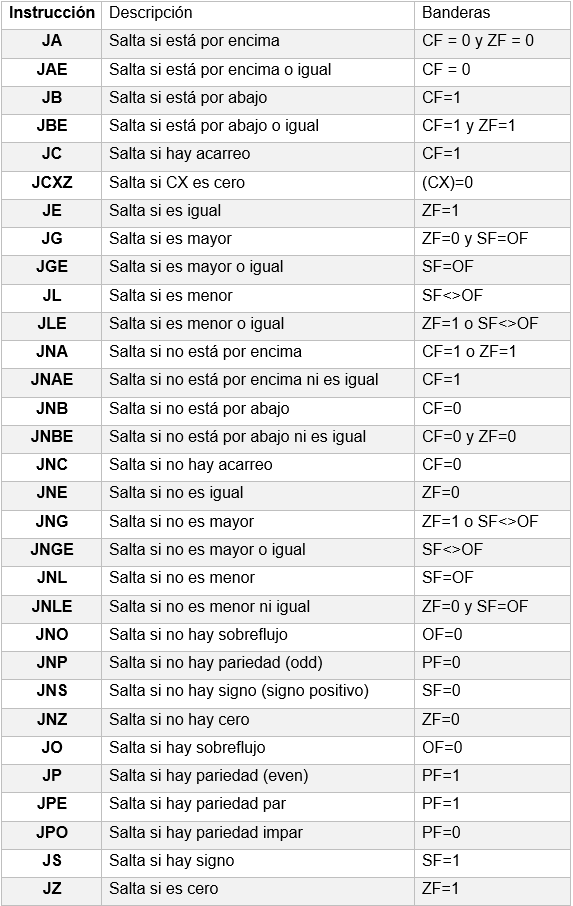 Instrucción Descripción Banderas
JA Salta si está por encima CF = 0 y ZF = 0
JAE Salta si está por encima o igual CF = 0
JB Salta si está por abajo CF=1
JBE Salta si está por abajo o igual CF=1 y ZF=1
JC Salta si hay acarreo CF=1
JCXZ Salta si CX es cero (CX)=0
JE Salta si es igual ZF=1
JG Salta si es mayor ZF=0 y SF=OF
JGE Salta si es mayor o igual SF=OF
JL Salta si es menor SF<>OF
JLE Salta si es menor o igual ZF=1 o SF<>OF
JNA Salta si no está por encima CF=1 o ZF=1
JNAE Salta si no está por encima ni es igual CF=1
JNB Salta si no está por abajo CF=0
JNBE Salta si no está por abajo ni es igual CF=0 y ZF=0
JNC Salta si no hay acarreo CF=0
JNE Salta si no es igual ZF=0
JNG Salta si no es mayor ZF=1 o SF<>OF
JNGE Salta si no es mayor o igual SF<>OF
JNL Salta si no es menor SF=OF
JNLE Salta si no es menor ni igual ZF=0 y SF=OF
JNO Salta si no hay sobreflujo OF=0
JNP Salta si no hay pariedad (odd) PF=0
JNS Salta si no hay signo (signo positivo) SF=0
JNZ Salta si no hay cero ZF=0
JO Salta si hay sobreflujo OF=0
JP Salta si hay pariedad (even) PF=1
JPE Salta si hay pariedad par PF=1
JPO Salta si hay pariedad impar PF=0
JS Salta si hay signo SF=1
JZ Salta si es cero ZF=1